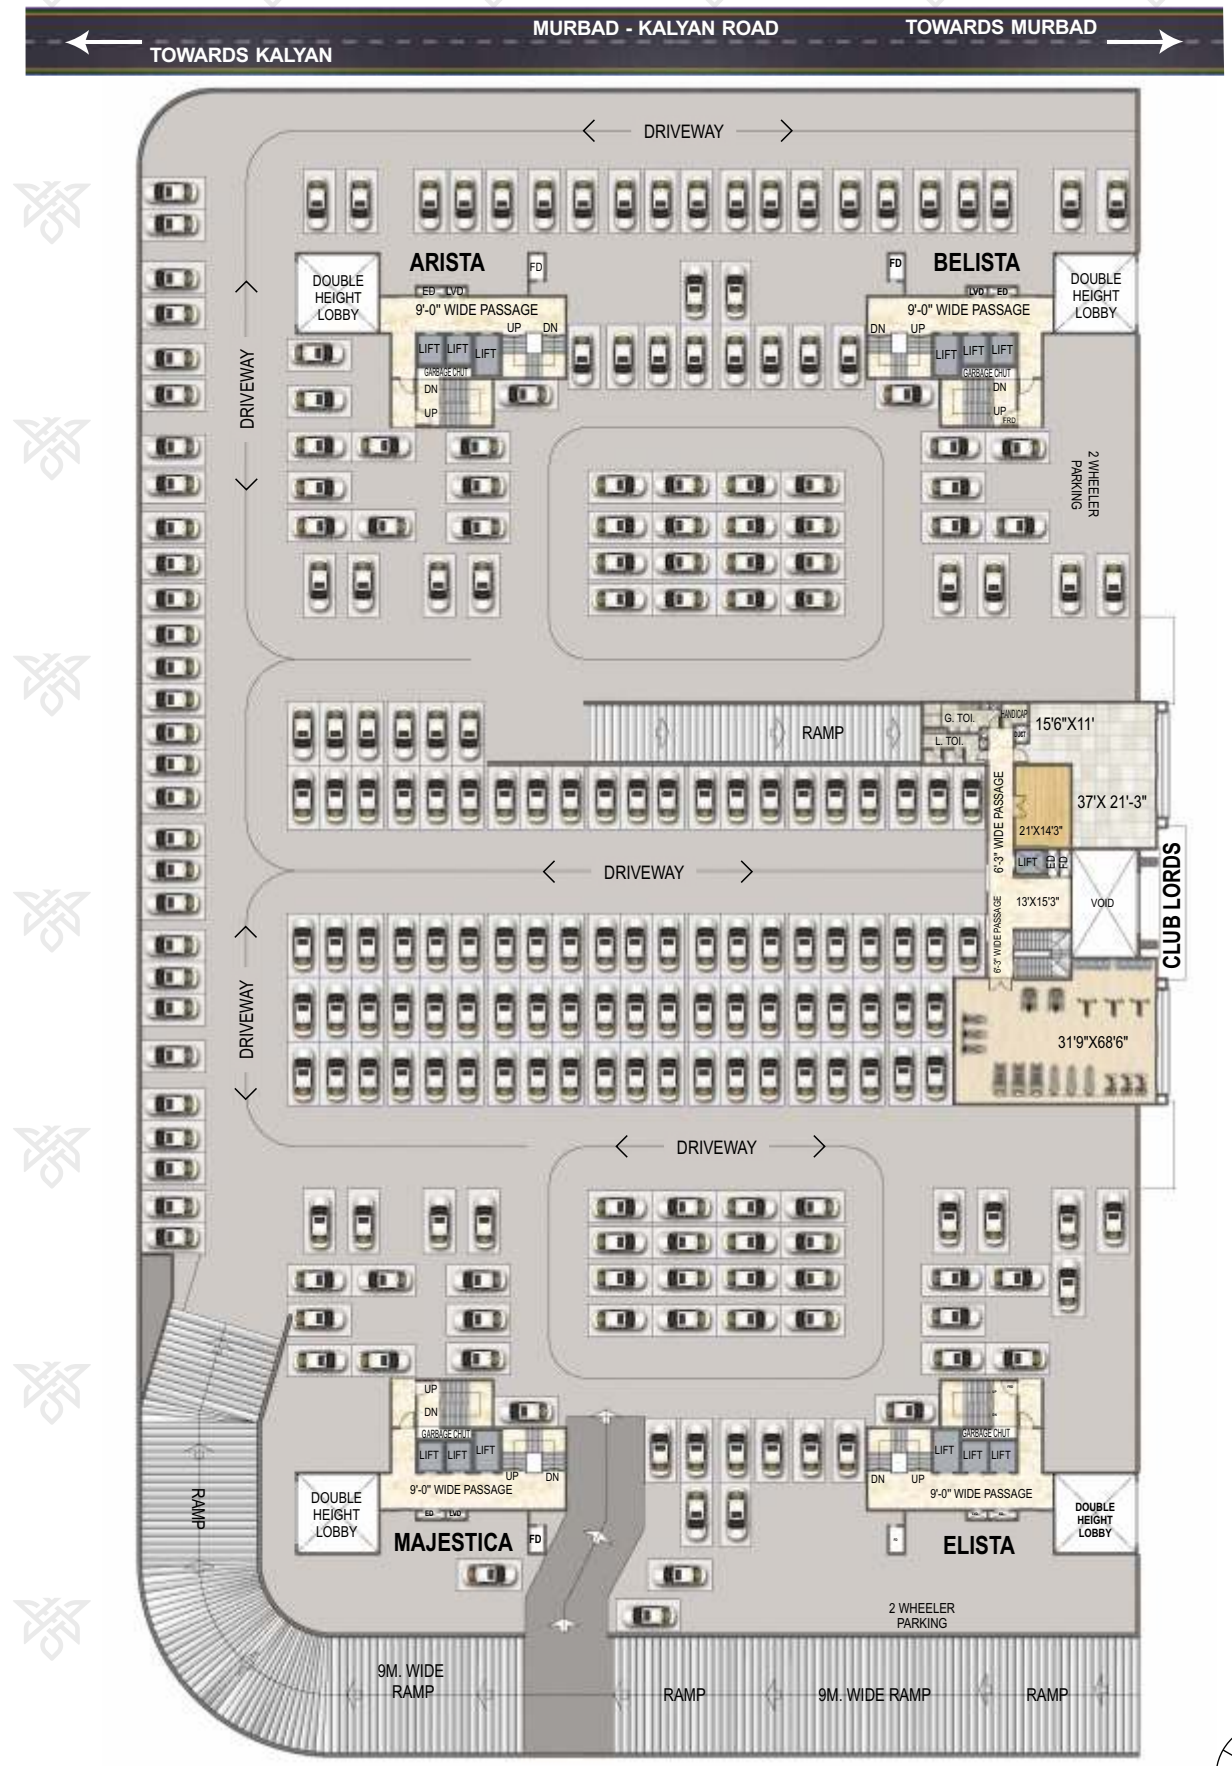 MURBAD - KALYAN ROAD
TOWARDS MURBAD
TOWARDS KALYAN
DRIVEWAY
ARISTA
FD
FD
BELISTA
DOUBLE
HEIGHT
LOBBY
DOUBLE
HEIGHT
LOBBY
ED LVD
LVD ED
9'-0" WIDE PASSAGE
9'-0" WIDE PASSAGE
UP DN
DN UP
LIFT LIFT LIFT
LIFT LIFT LIFT
GARBAGE CHUT
GARBAGE CHUT
DN
UP
DN
UP
FRD
DRIVEWAY
2 WHEELER
PARKING
RAMP
G. TOI.
HANDICAP
L. TOI.
15'6"X11'
37'X 21'-3"
21'X14'3"
6'-3" WIDE PASSAGE
LIFT ED FD
DRIVEWAY
13'X15'3"
VOID
CLUB LORDS
6'-3" WIDE PASSAGE
DRIVEWAY
31'9"X68'6"
DRIVEWAY
UP
DN
GARBAGE CHUT
GARBAGE CHUT
LIFT LIFT LIFT
LIFT LIFT LIFT
UP DN
DN UP
9'-0" WIDE PASSAGE
9'-0" WIDE PASSAGE
DOUBLE
HEIGHT
LOBBY
DOUBLE
HEIGHT
LOBBY
ED LVD
MAJESTICA
FD
ELISTA
RAMP
2 WHEELER
PARKING
9M. WIDE
RAMP
RAMP
9M. WIDE RAMP
RAMP